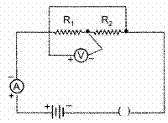 R₁ R₂
+ V −
−
A
+
+ − ( )